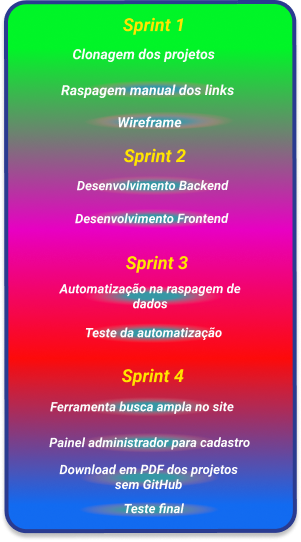 Sprint 1
Clonagem dos projetos
Raspagem manual dos links
Wireframe
Sprint 2
Desenvolvimento Backend
Desenvolvimento Frontend
Sprint 3
Automatização na raspagem de
dados
Teste da automatização
Sprint 4
Ferramenta busca ampla no site
Painel administrador para cadastro
Download em PDF dos projetos
sem GitHub
Teste final